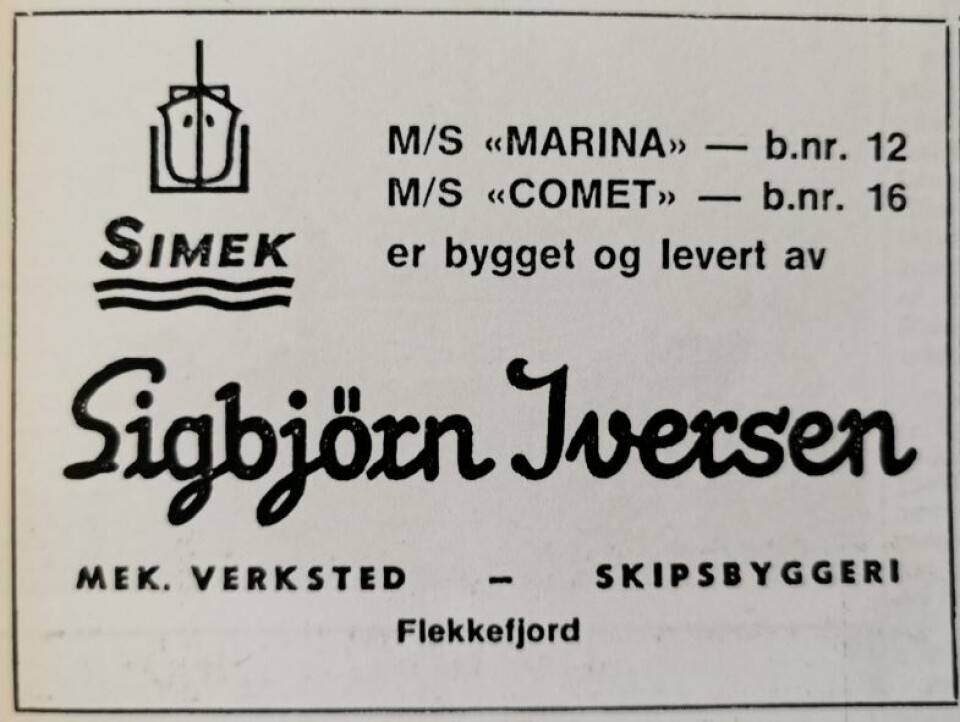 SIMEK
M/S «MARINA» — b.nr. 12
M/S «COMET» — b.nr. 16
er bygget og levert av
Sigbjörn Iversen
MEK. VERKSTED – SKIPSBYGGERI
Flekkefjord